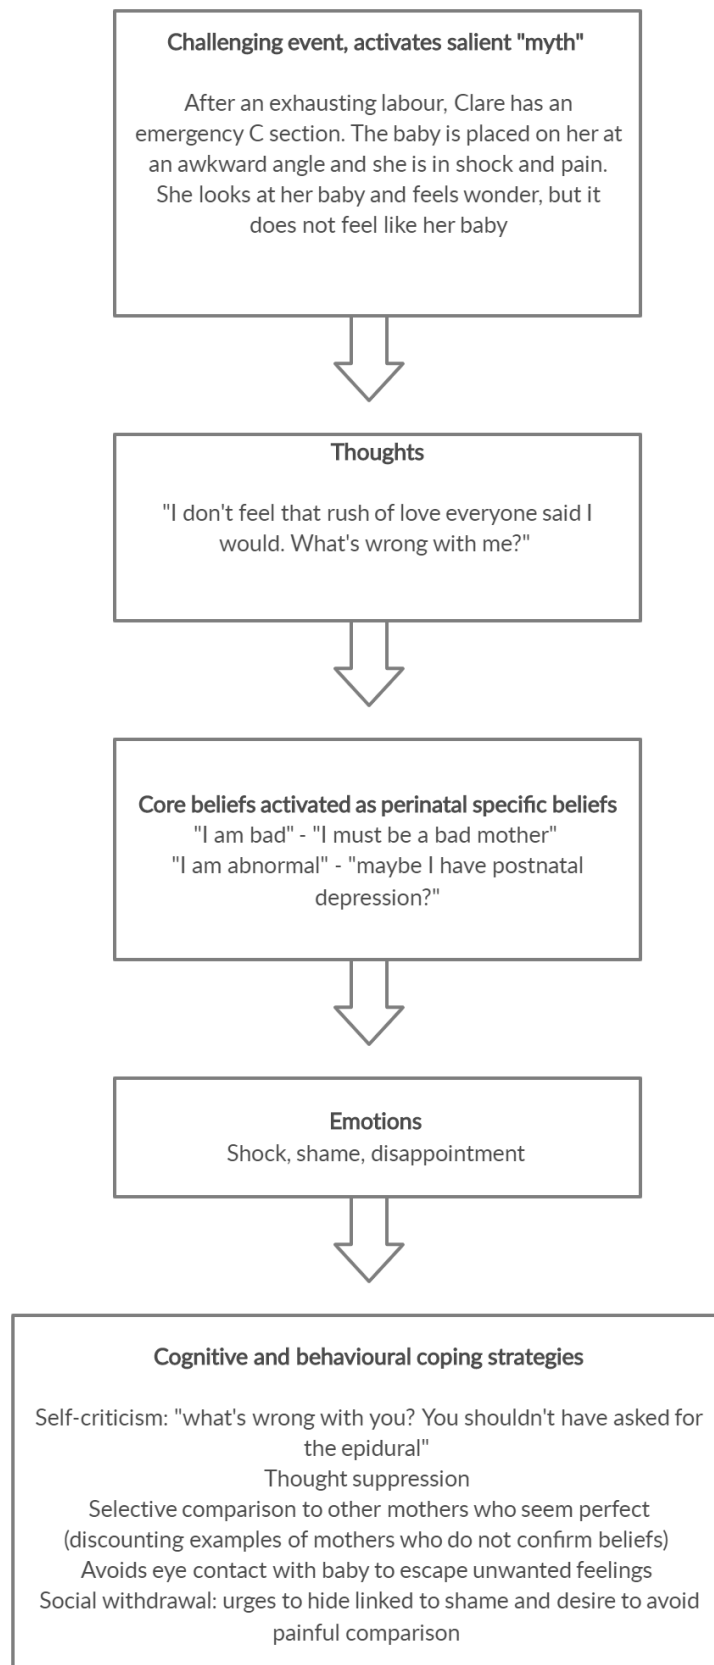 Challenging event, activates salient "myth"
After an exhausting labour, Clare has an
emergency C section. The baby is placed on her at
an awkward angle and she is in shock and pain.
She looks at her baby and feels wonder, but it
does not feel like her baby
Thoughts
"I don't feel that rush of love everyone said I
would. What's wrong with me?"
Core beliefs activated as perinatal specific beliefs
"I am bad" - "I must be a bad mother"
"I am abnormal" - "maybe I have postnatal
depression?"
Emotions
Shock, shame, disappointment
Cognitive and behavioural coping strategies
Self-criticism: "what's wrong with you? You shouldn't have asked for
the epidural"
Thought suppression
Selective comparison to other mothers who seem perfect
(discounting examples of mothers who do not confirm beliefs)
Avoids eye contact with baby to escape unwanted feelings
Social withdrawal: urges to hide linked to shame and desire to avoid
painful comparison